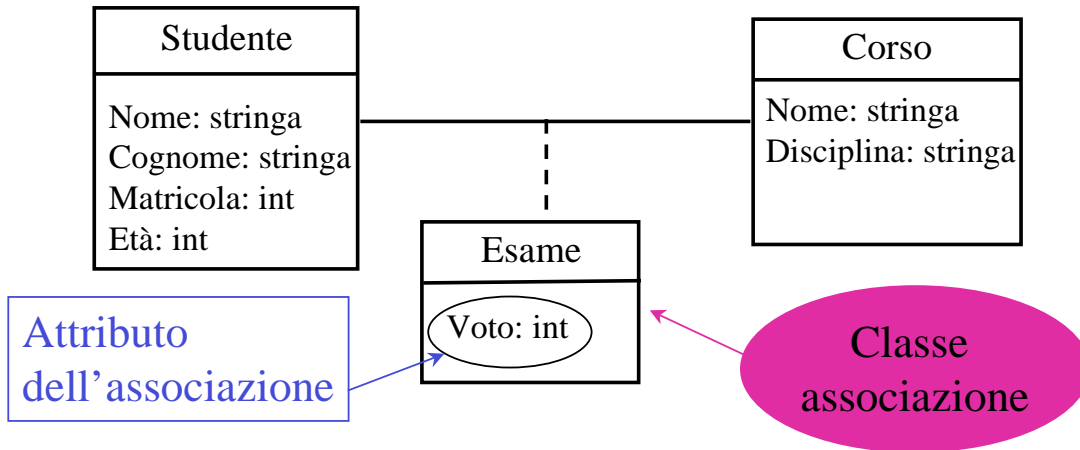 Studente
Nome: stringa
Cognome: stringa
Matricola: int
Età: int
Corso
Nome: stringa
Disciplina: stringa
Esame
Voto: int
Attributo
dell’associazione
Classe
associazione